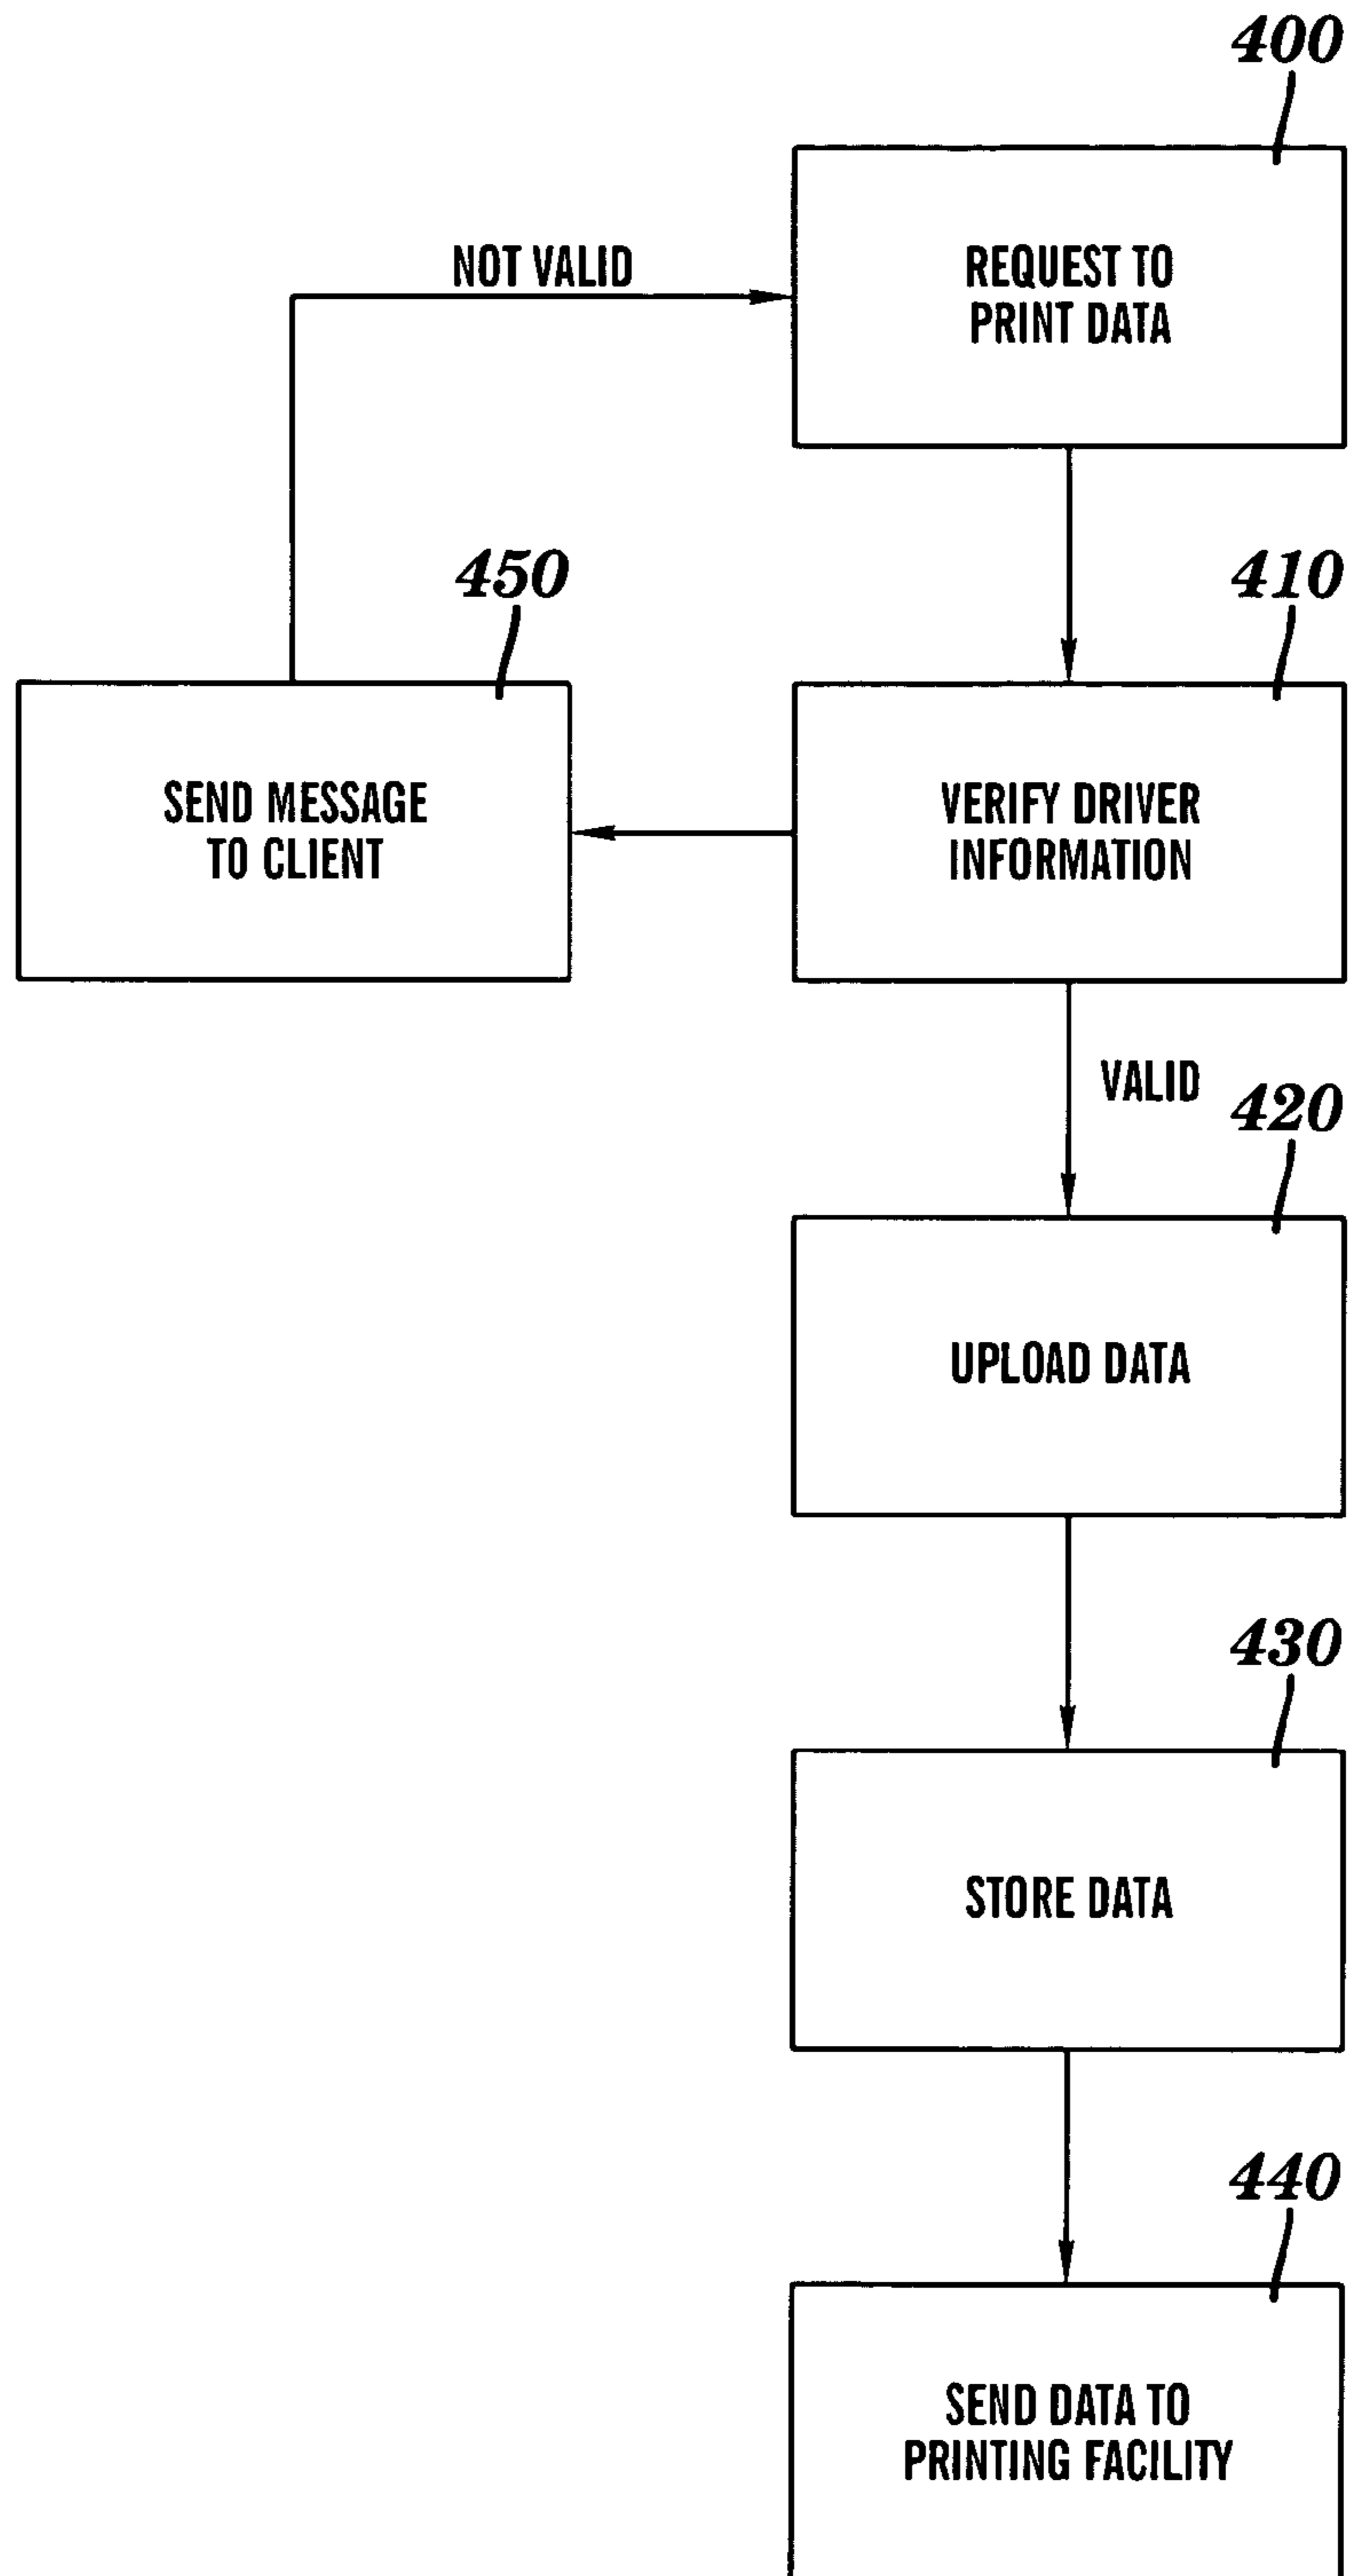 400
NOT VALID
REQUEST TO
PRINT DATA
450
410
SEND MESSAGE
TO CLIENT
VERIFY DRIVER
INFORMATION
VALID
420
UPLOAD DATA
430
STORE DATA
440
SEND DATA TO
PRINTING FACILITY